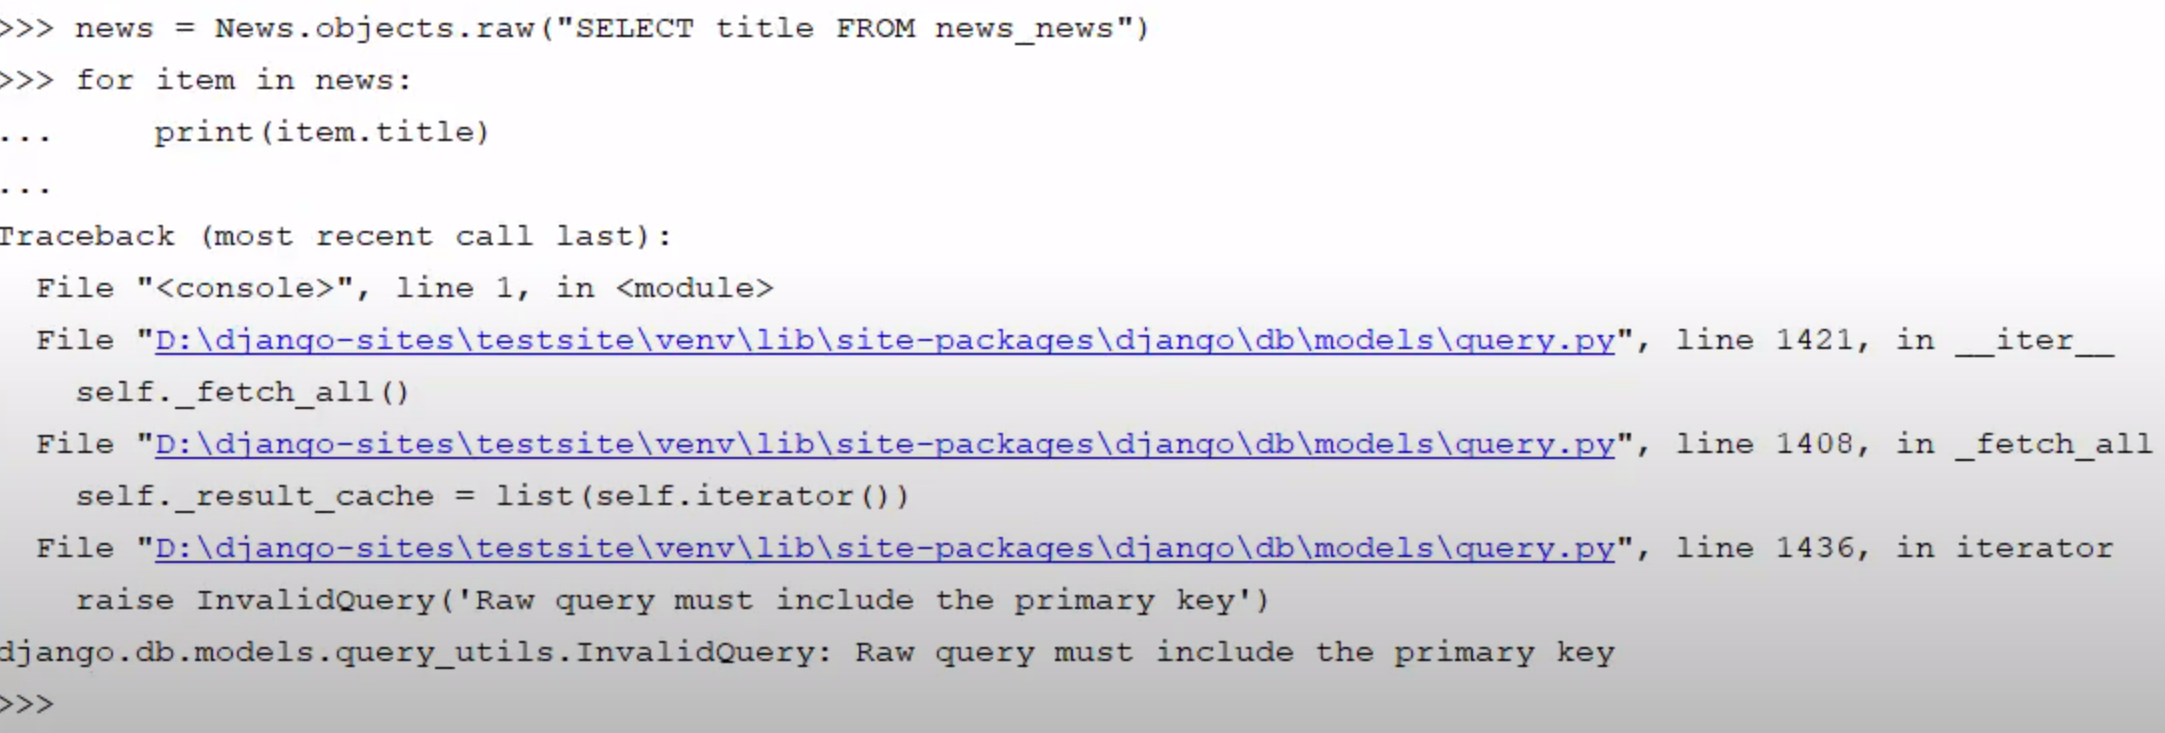 >>> news = News.objects.raw("SELECT title FROM news_news")
>>> for item in news:
...     print(item.title)
...
Traceback (most recent call last):
  File "<console>", line 1, in <module>
  File "D:\django-sites\testsite\venv\lib\site-packages\django\db\models\query.py", line 1421, in __iter__
    self._fetch_all()
  File "D:\django-sites\testsite\venv\lib\site-packages\django\db\models\query.py", line 1408, in _fetch_all
    self._result_cache = list(self.iterator())
  File "D:\django-sites\testsite\venv\lib\site-packages\django\db\models\query.py", line 1436, in iterator
    raise InvalidQuery('Raw query must include the primary key')
django.db.models.query_utils.InvalidQuery: Raw query must include the primary key
>>>